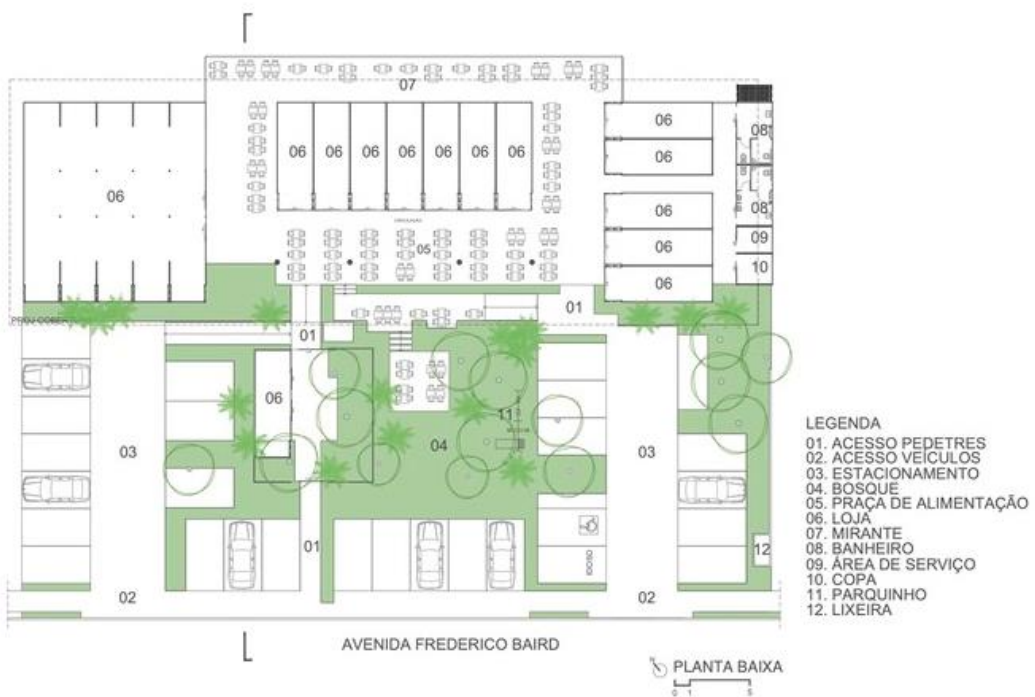 07
06
06
06
06
06
06
06
06
06
06
06
06
06
08
08
09
10
05
01
01
PROJ COBERT
06
11
03
04
03
IDOSO
01
12
02
02
AVENIDA FREDERICO BAIRD
LEGENDA
01. ACESSO PEDETRES
02. ACESSO VEÍCULOS
03. ESTACIONAMENTO
04. BOSQUE
05. PRAÇA DE ALIMENTAÇÃO
06. LOJA
07. MIRANTE
08. BANHEIRO
09. ÁREA DE SERVIÇO
10. COPA
11. PARQUINHO
12. LIXEIRA
N
PLANTA BAIXA
0 1 5